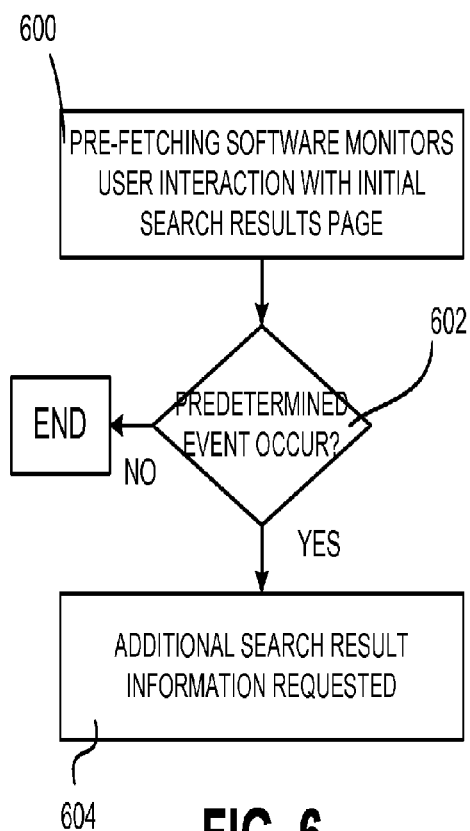 600
PRE-FETCHING SOFTWARE MONITORS
USER INTERACTION WITH INITIAL
SEARCH RESULTS PAGE
602
PREDETERMINED
EVENT OCCUR?
END
NO
YES
ADDITIONAL SEARCH RESULT
INFORMATION REQUESTED
604
FIG. 6